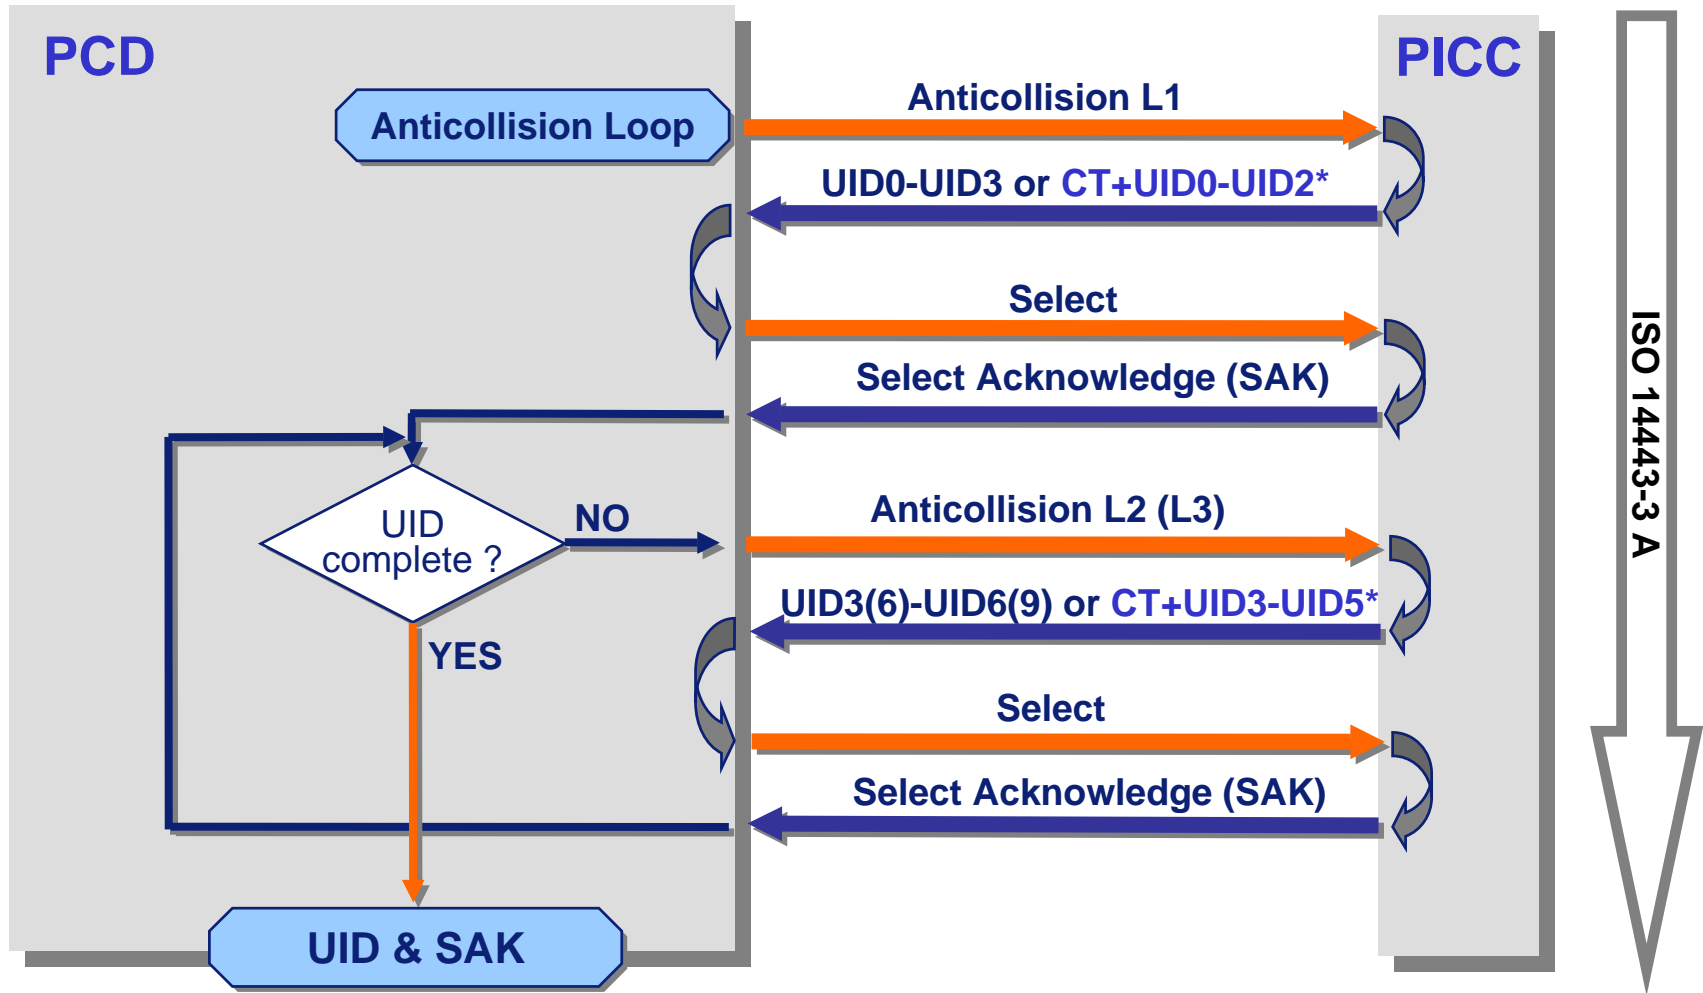 PCD
PICC
Anticollision Loop
Anticollision L1
UID0-UID3 or CT+UID0-UID2*
Select
Select Acknowledge (SAK)
UID
complete ?
NO
YES
Anticollision L2 (L3)
UID3(6)-UID6(9) or CT+UID3-UID5*
Select
Select Acknowledge (SAK)
UID & SAK
ISO 14443-3 A